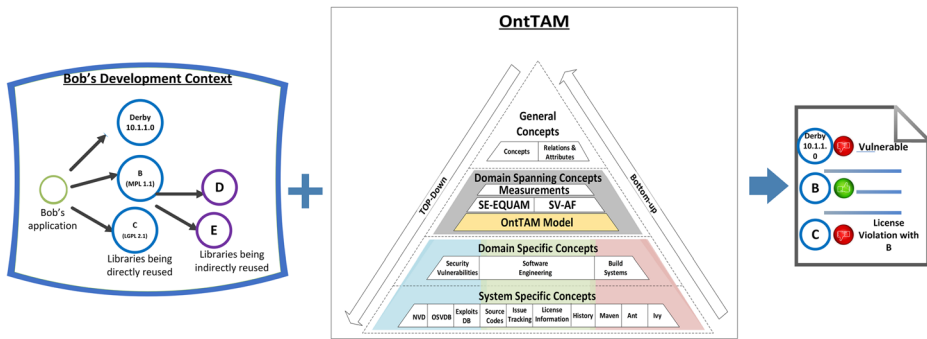 Bob's Development Context
Derby
10.1.1.0
B
(MPL 1.1)
D
Bob's
application
C
(LGPL 2.1)
E
Libraries being
directly reused
Libraries being
indirectly reused
OntTAM
TOP-Down
Bottom-up
General
Concepts
Concepts
Relations &
Attributes
Domain Spanning Concepts
Measurements
SE-EQUAM
SV-AF
OntTAM Model
Domain Specific Concepts
Security
Vulnerabilities
Software
Engineering
Build
Systems
System Specific Concepts
NVD
OSVDB
Exploits
DB
Source
Codes
Issue
Tracking
License
Information
History
Maven
Ant
Ivy
Derby
10.1.1.
0
Vulnerable
B
C
License
Violation with
B